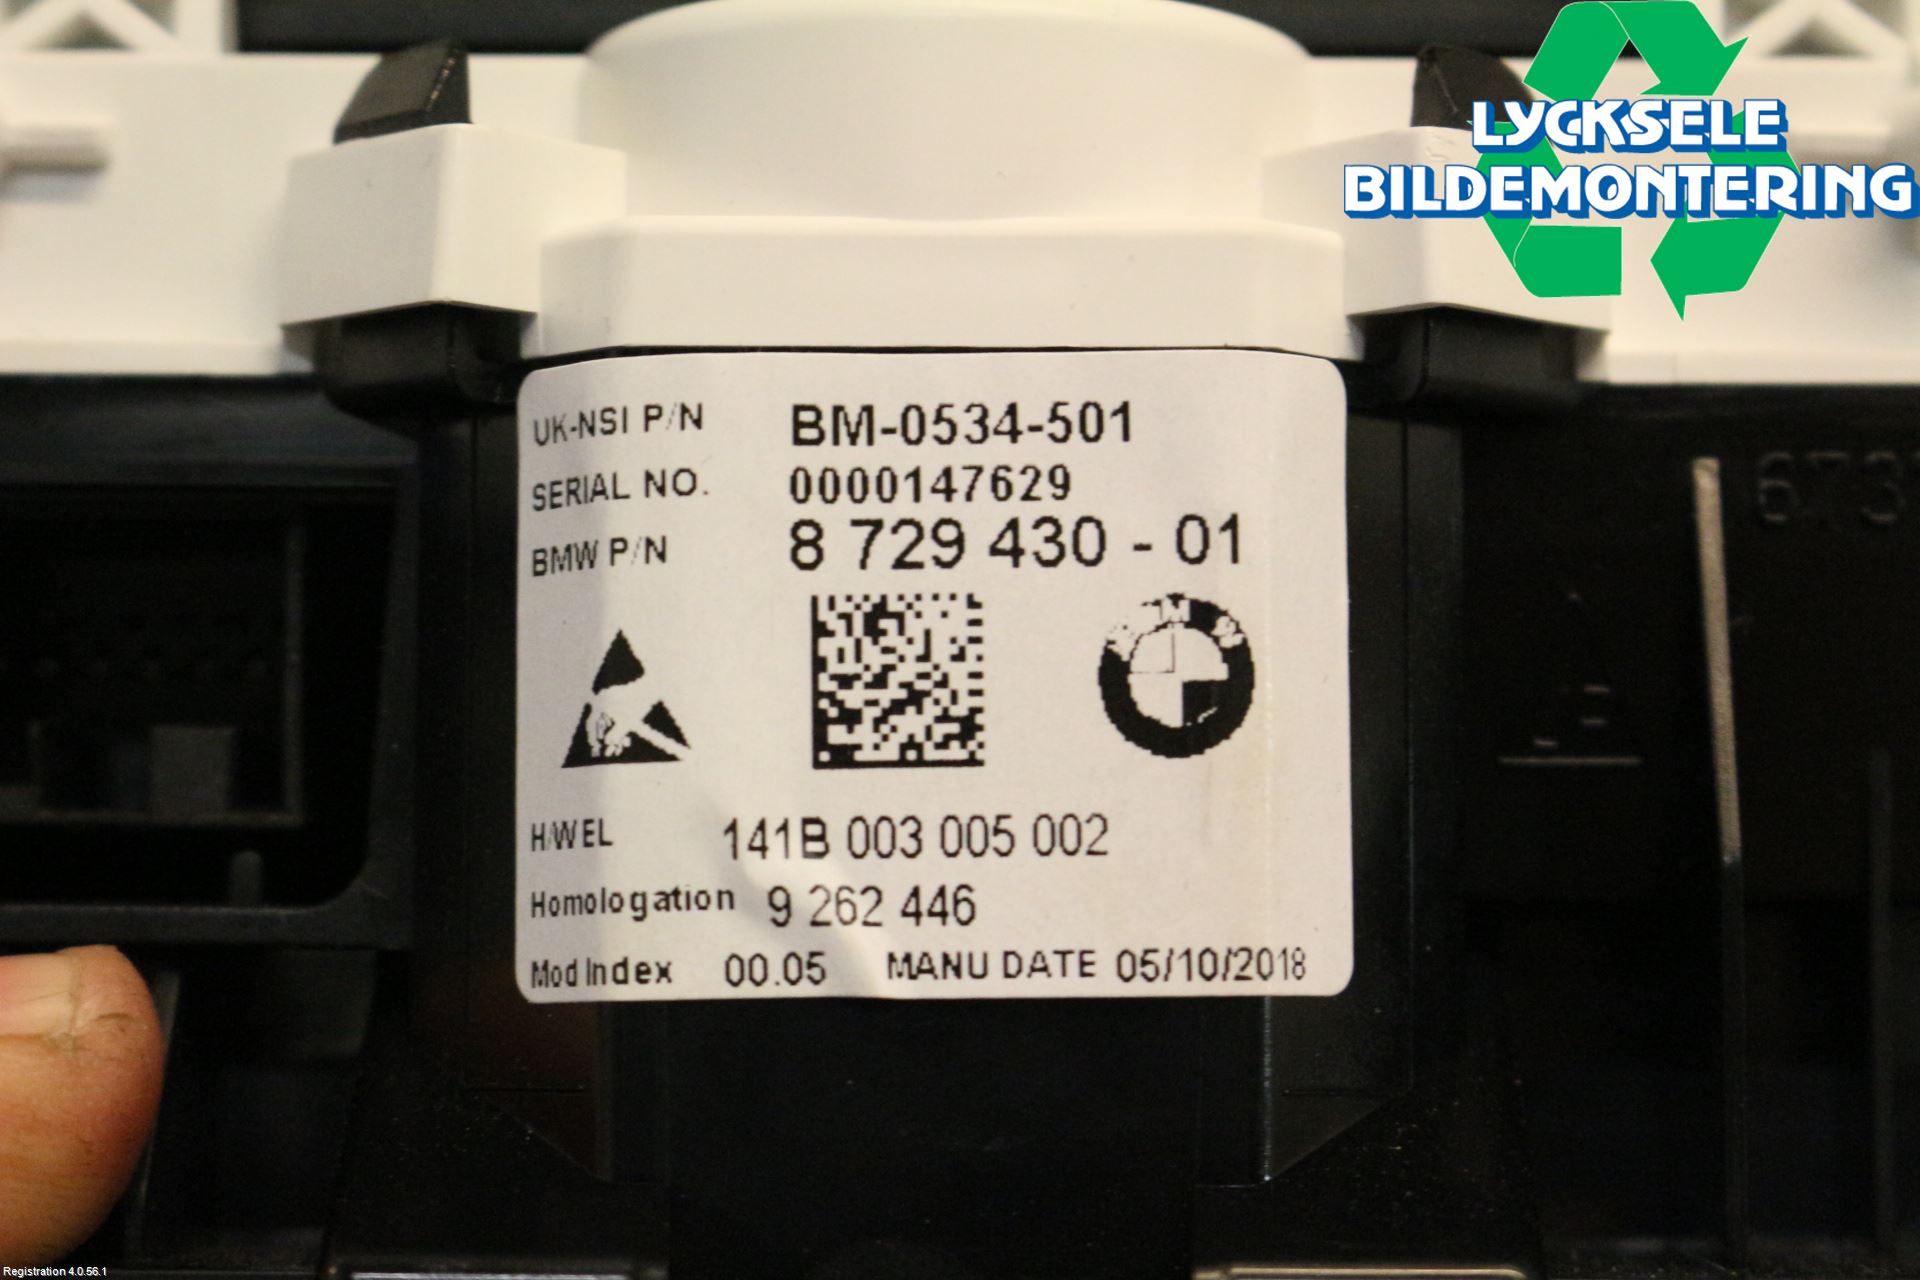 LYCKSELE
BILDEMONTERING
UK-NSI P/N BM-0534-501
SERIAL NO. 0000147629
BMW P/N 8 729 430 - 01
H/WEL 141B 003 005 002
Homologation 9 262 446
Mod Index 00.05 MANU DATE 05/10/2018
673
Registration 4.0.56.1